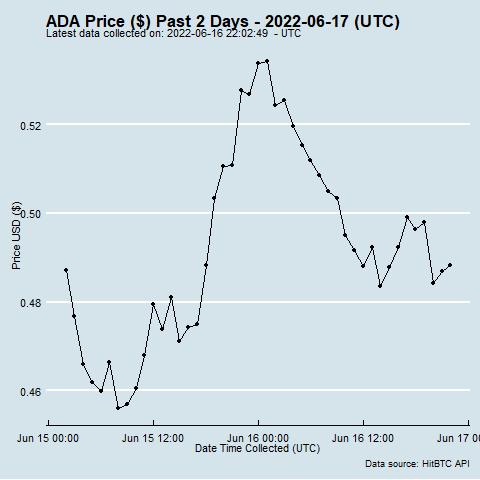 ADA Price ($) Past 2 Days - 2022-06-17 (UTC)
Latest data collected on: 2022-06-16 22:02:49 - UTC
Price USD ($)
0.52
0.50
0.48
0.46
Jun 15 00:00 Jun 15 12:00 Jun 16 00:00 Jun 16 12:00 Jun 17 00
Date Time Collected (UTC)
Data source: HitBTC API